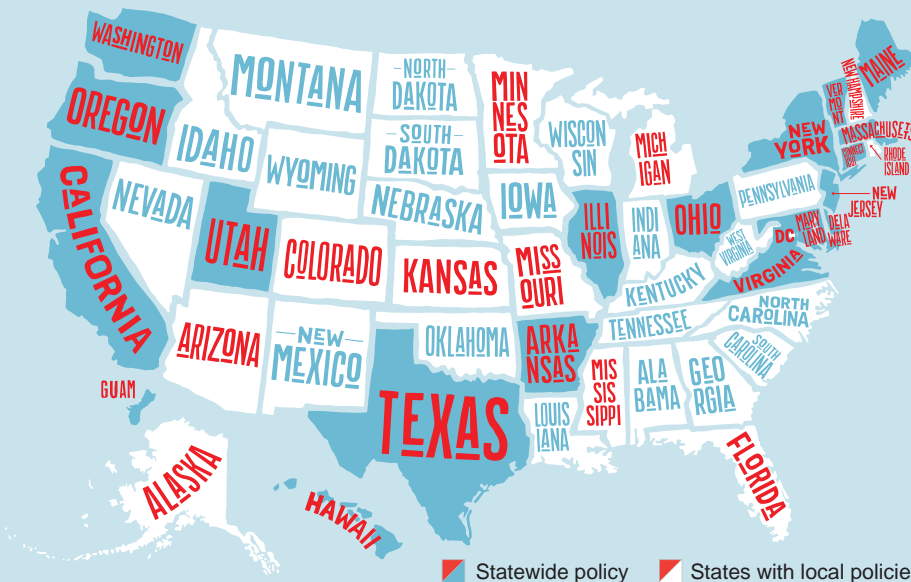 WASHINGTON
OREGON
CALIFORNIA
IDAHO
NEVADA
MONTANA
WYOMING
UTAH
COLORADO
ARIZONA
—NEW—
MEXICO
—NORTH—
DAKOTA
—SOUTH—
DAKOTA
NEBRASKA
KANSAS
OKLAHOMA
TEXAS
MIN
NES
OTA
IOWA
MISS
OURI
ARKA
NSAS
LOUIS
IANA
WISCON
SIN
ILLI
NOIS
MICH
IGAN
INDI
ANA
OHIO
KENTUCKY
TENNESSEE
MIS
SIS
SIPPI
ALA
BAMA
GEO
RGIA
FLORIDA
SOUTH
CAROLINA
NORTH
CAROLINA
VIRGINIA
WEST
VIRGINIA
DC
MARY
LAND
DELA
WARE
PENNSYLVANIA
NEW
JERSEY
NEW
YORK
VER
MO
NT
NEW HAMPSHIRE
MAINE
MASSACHUSETTS
RHODE
ISLAND
GUAM
ALASKA
HAWAII
Statewide policy
States with local policie